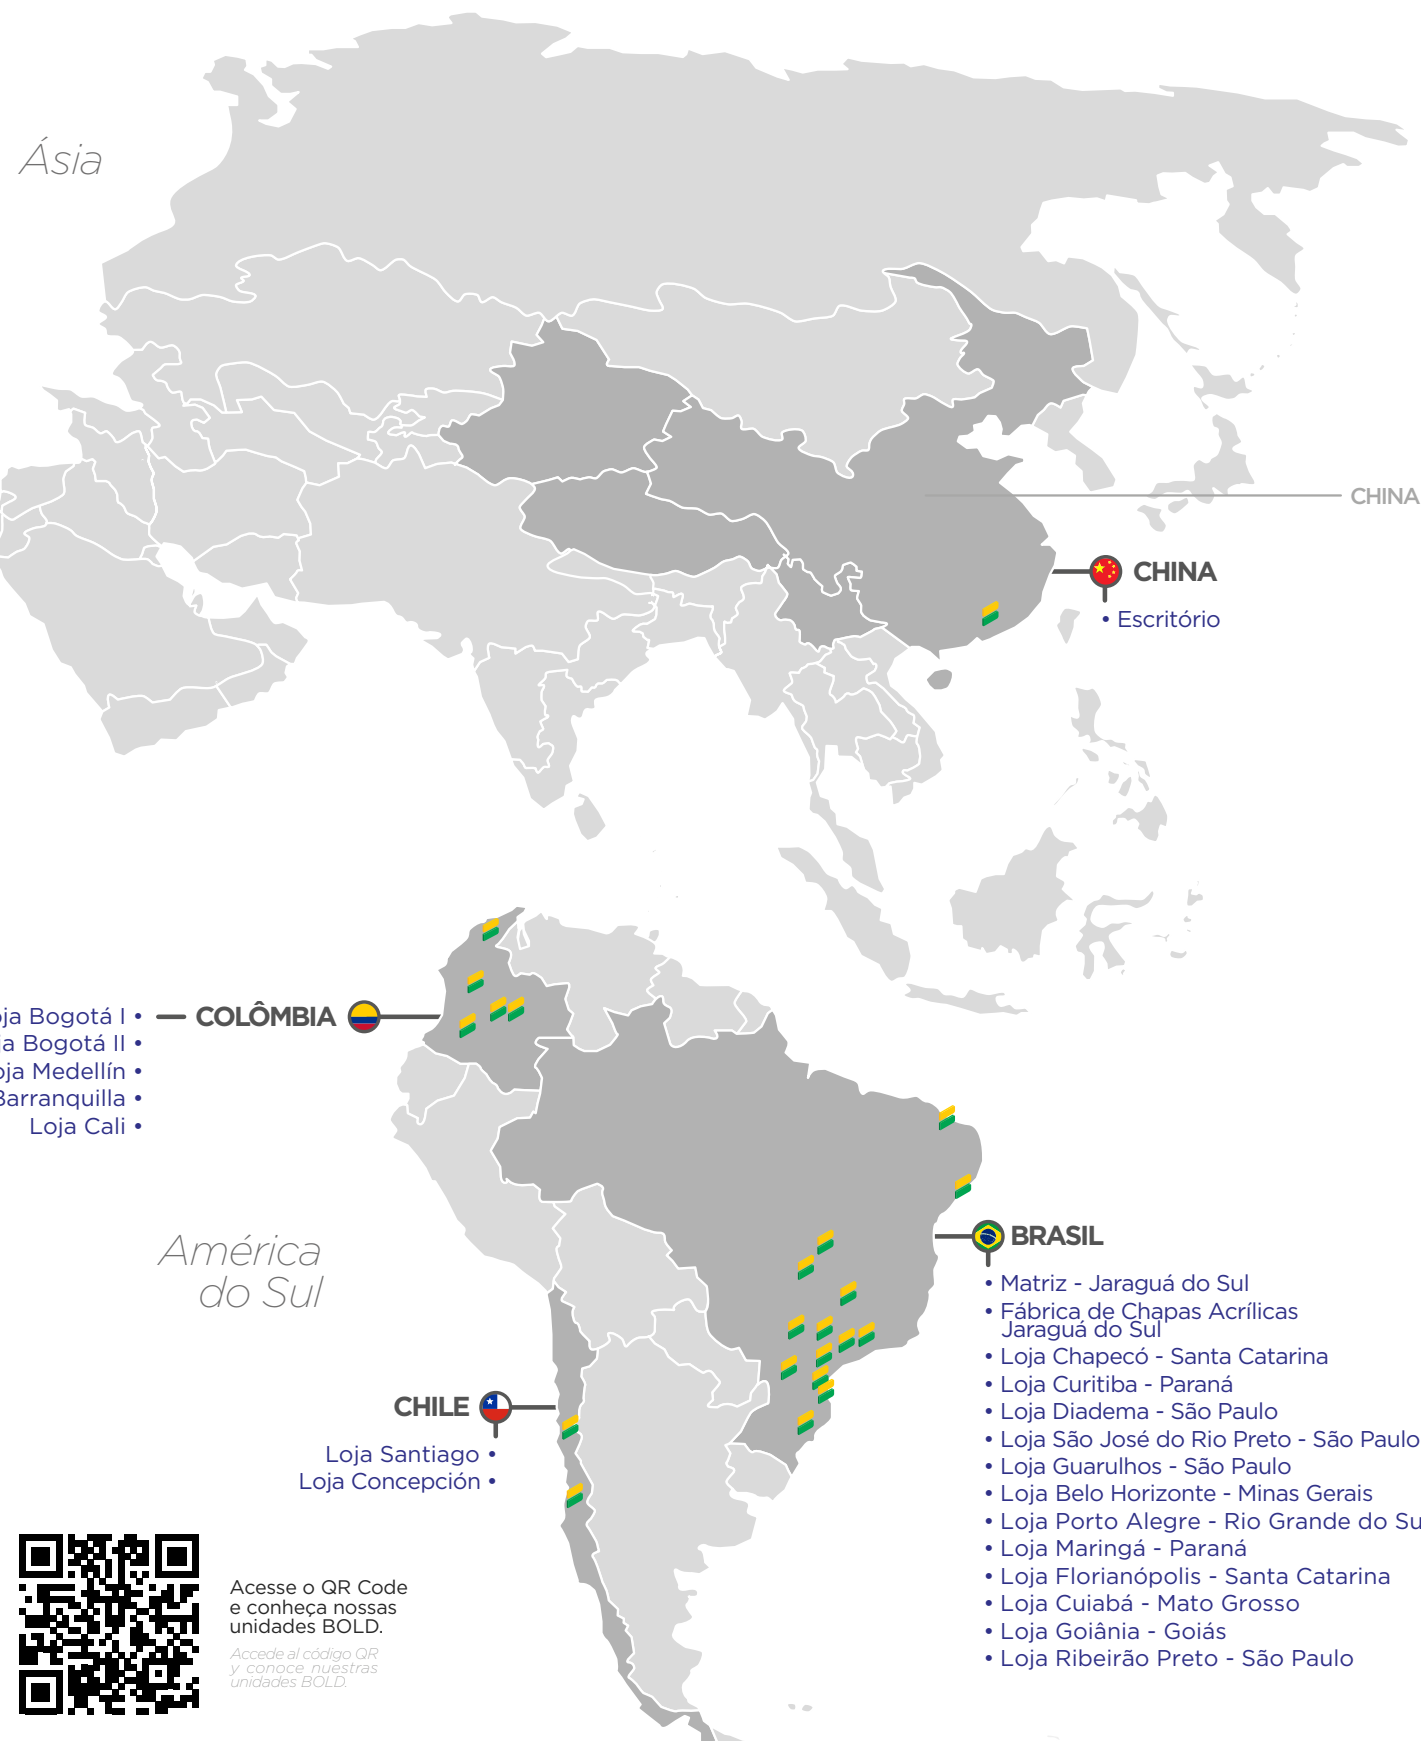 Ásia
CHINA
CHINA
• Escritório
Bogotá I •
Bogotá II •
Medellín •
Barranquilla •
Loja Cali •
COLÔMBIA
América
do Sul
BRASIL
• Matriz - Jaraguá do Sul
• Fábrica de Chapas Acrílicas
Jaraguá do Sul
• Loja Chapecó - Santa Catarina
• Loja Curitiba - Paraná
• Loja Diadema - São Paulo
• Loja São José do Rio Preto - São Paulo
• Loja Guarulhos - São Paulo
• Loja Belo Horizonte - Minas Gerais
• Loja Porto Alegre - Rio Grande do Su
• Loja Maringá - Paraná
• Loja Florianópolis - Santa Catarina
• Loja Cuiabá - Mato Grosso
• Loja Goiânia - Goiás
• Loja Ribeirão Preto - São Paulo
CHILE
Loja Santiago •
Loja Concepción •
Acesse o QR Code
e conheça nossas
unidades BOLD.
Accede al código QR
y conoce nuestras
unidades BOLD.